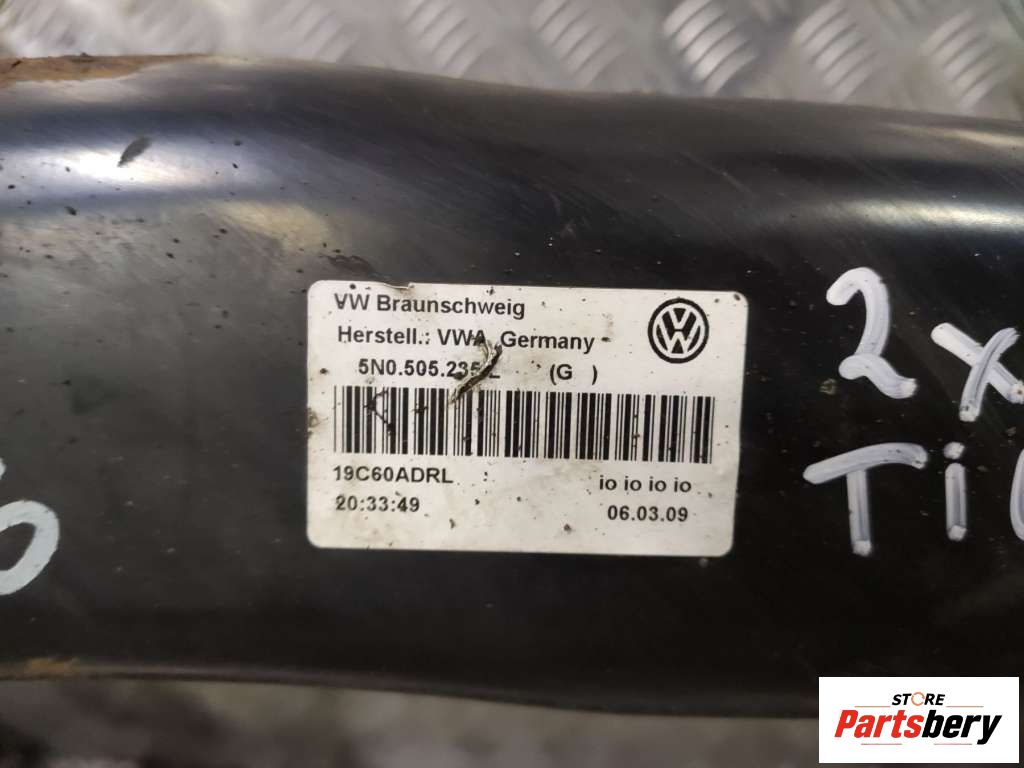 VW Braunschweig
Herstell.: VWA, Germany
5N0.505.235 L (G )
19C60ADRL
io io io io
20:33:49
06.03.09
2x
Ti
STORE
Partsbery